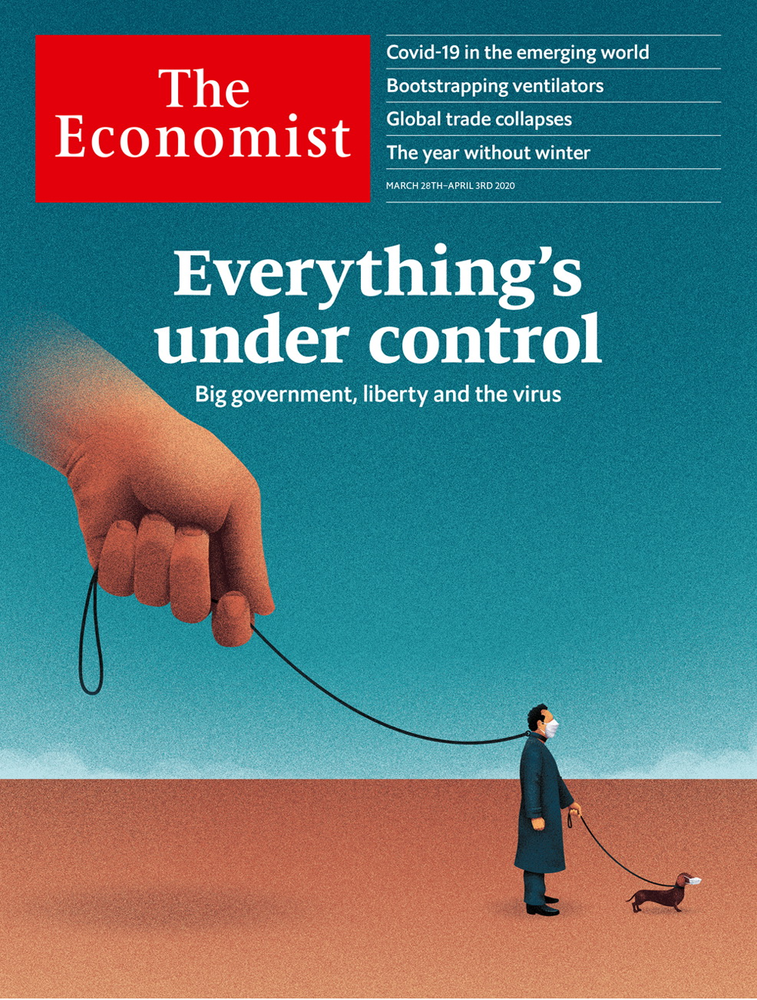 The
Economist
Covid-19 in the emerging world
Bootstrapping ventilators
Global trade collapses
The year without winter
MARCH 28TH–APRIL 3RD 2020
Everything’s
under control
Big government, liberty and the virus